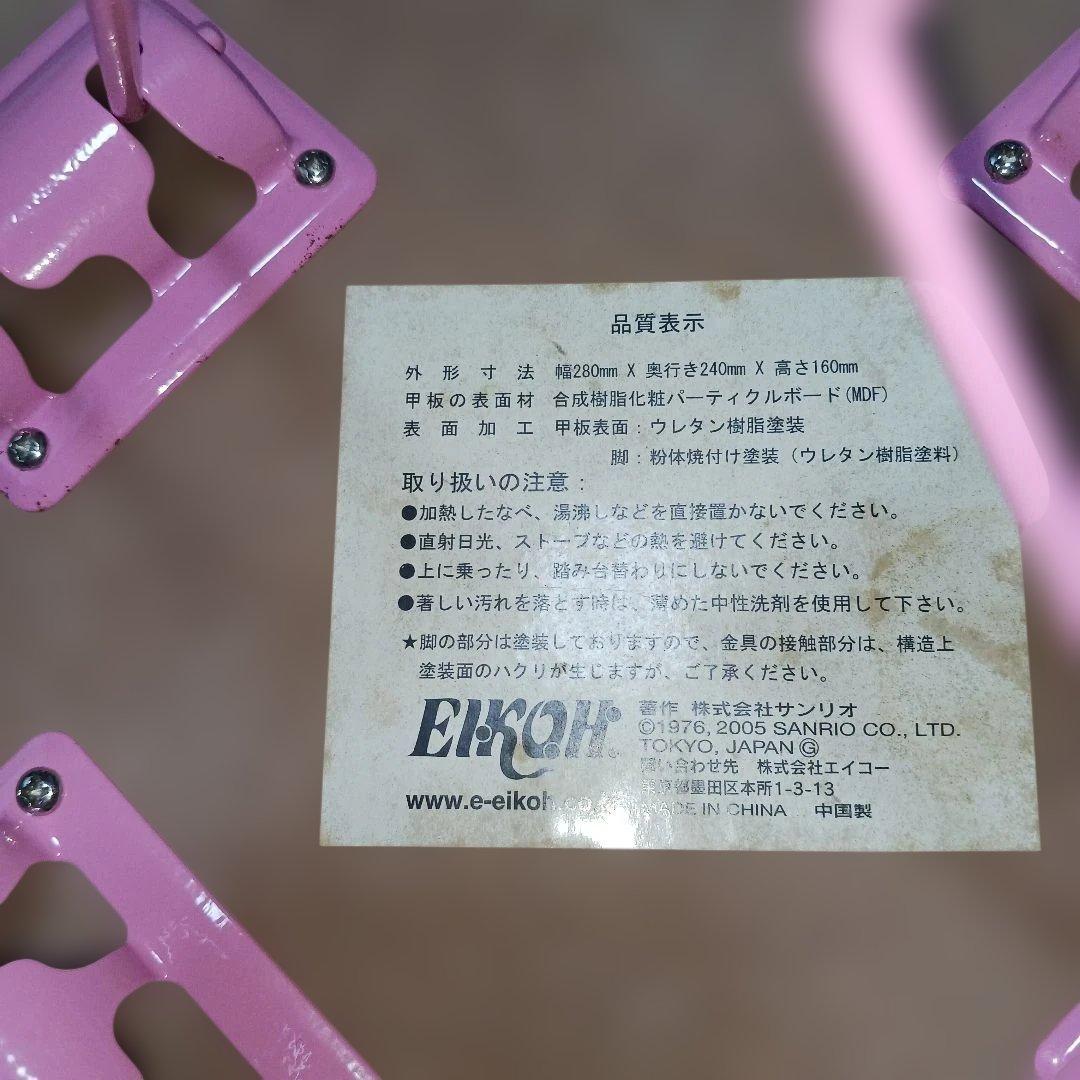 品質表示
外形寸法 幅280mm X 奥行き240mm X 高さ160mm
甲板の表面材 合成樹脂化粧パーティクルボード(MDF)
表面加工 甲板表面：ウレタン樹脂塗装
脚：粉体焼付け塗装（ウレタン樹脂塗料）
取り扱いの注意：
●加熱したなべ、湯沸しなどを直接置かないでください。
●直射日光、ストーブなどの熱を避けてください。
●上に乗ったり、踏み台替わりにしないでください。
●著しい汚れを落とす時は、薄めた中性洗剤を使用して下さい。
★脚の部分は塗装しておりますので、金具の接触部分は、構造上
塗装面のハクリが生じますが、ご了承ください。
EIKOH
著作 株式会社サンリオ
©1976, 2005 SANRIO CO., LTD.
TOKYO, JAPAN Ⓖ
問い合わせ先 株式会社エイコー
東京都墨田区本所1-3-13
www.e-eikoh.co
MADE IN CHINA 中国製